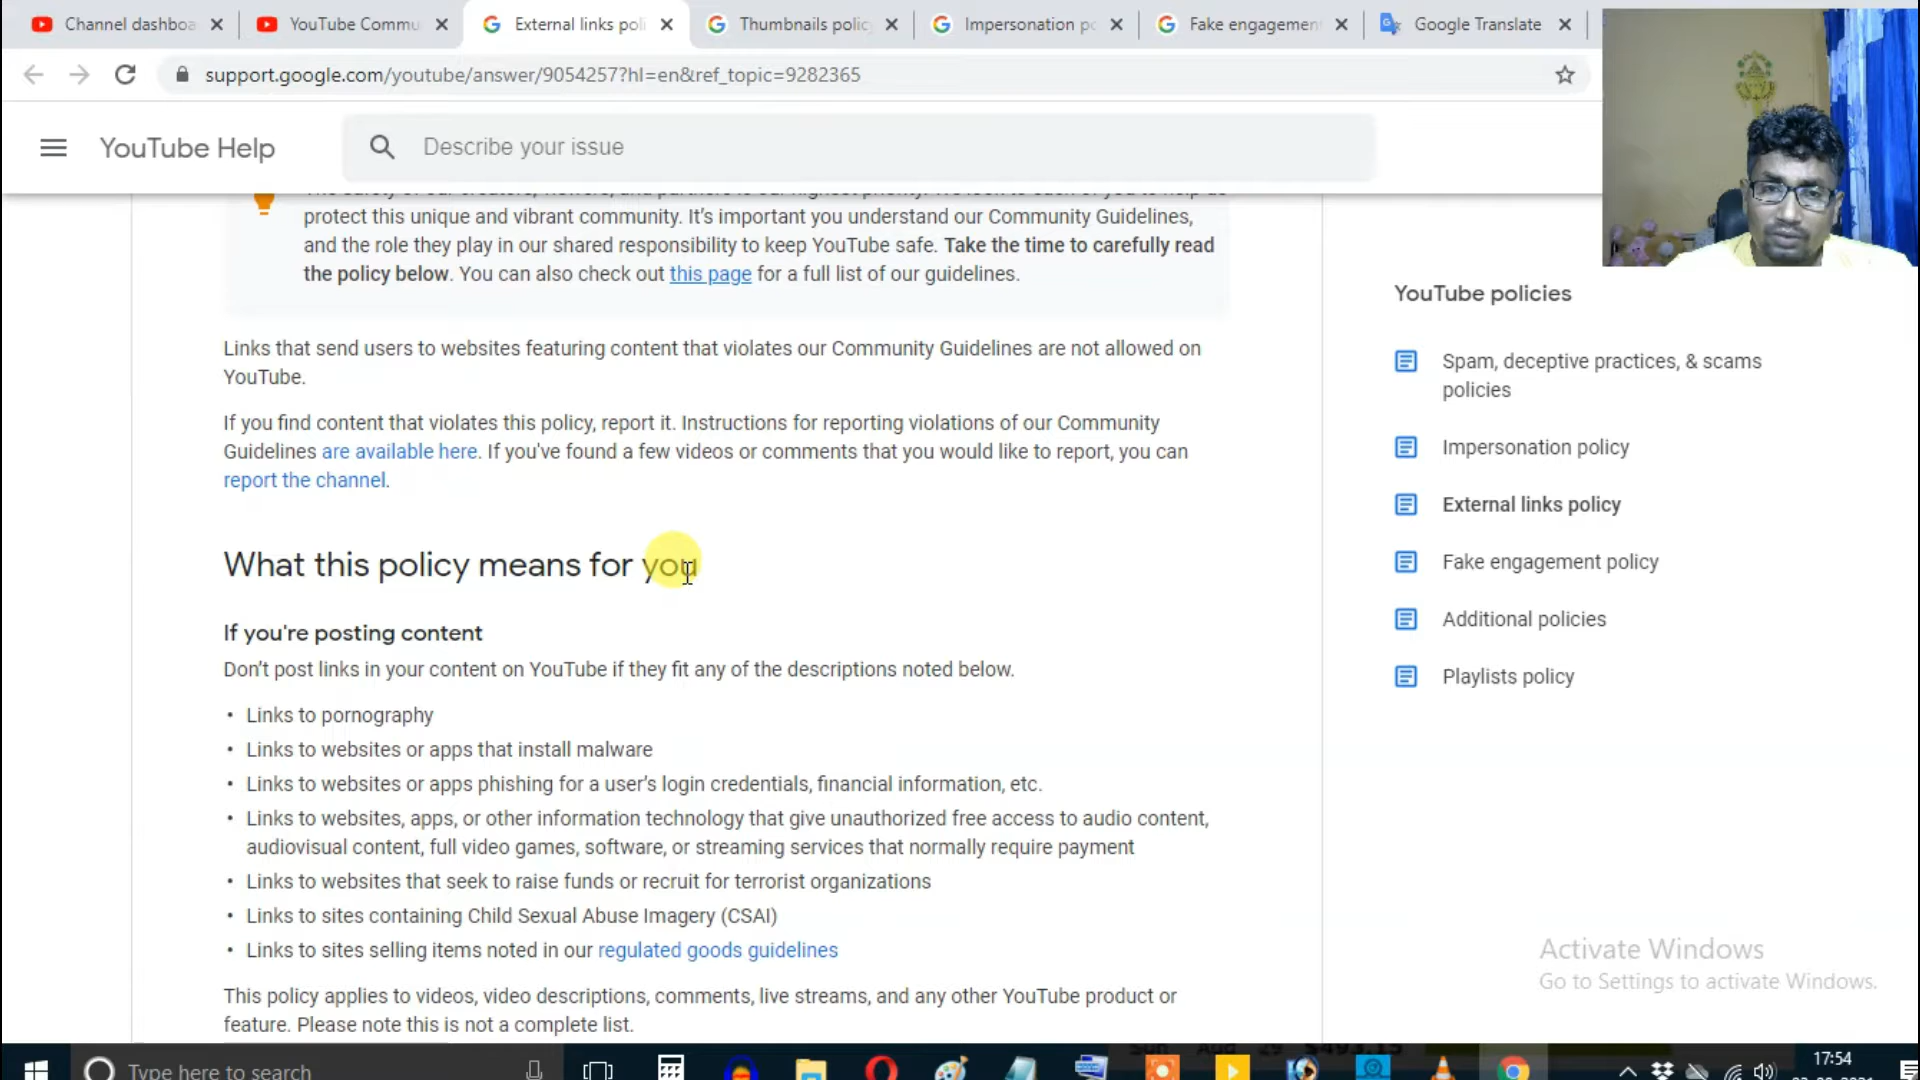 Channel dashboa
YouTube Commu
External links poli
Thumbnails polic
Impersonation po
Fake engagemen
Google Translate
support.google.com/youtube/answer/9054257?hl=en&ref_topic=9282365
YouTube Help
Describe your issue
protect this unique and vibrant community. It's important you understand our Community Guidelines,
and the role they play in our shared responsibility to keep YouTube safe. Take the time to carefully read
the policy below. You can also check out this page for a full list of our guidelines.
Links that send users to websites featuring content that violates our Community Guidelines are not allowed on
YouTube.
If you find content that violates this policy, report it. Instructions for reporting violations of our Community
Guidelines are available here. If you've found a few videos or comments that you would like to report, you can
report the channel.
What this policy means for you
If you're posting content
Don't post links in your content on YouTube if they fit any of the descriptions noted below.
• Links to pornography
• Links to websites or apps that install malware
• Links to websites or apps phishing for a user's login credentials, financial information, etc.
• Links to websites, apps, or other information technology that give unauthorized free access to audio content,
audiovisual content, full video games, software, or streaming services that normally require payment
• Links to websites that seek to raise funds or recruit for terrorist organizations
• Links to sites containing Child Sexual Abuse Imagery (CSAI)
• Links to sites selling items noted in our regulated goods guidelines
This policy applies to videos, video descriptions, comments, live streams, and any other YouTube product or
feature. Please note this is not a complete list.
YouTube policies
Spam, deceptive practices, & scams
policies
Impersonation policy
External links policy
Fake engagement policy
Additional policies
Playlists policy
Activate Windows
Go to Settings to activate Windows.
Type here to search
17:54